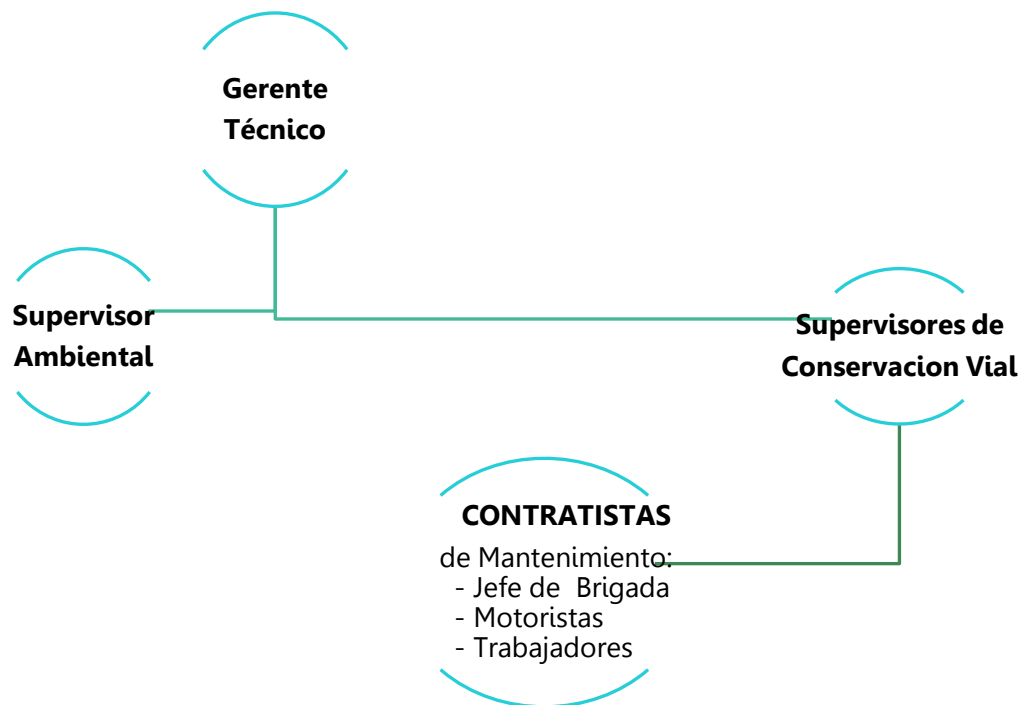 Gerente
Técnico
Supervisor
Ambiental
Supervisores de
Conservacion Vial
CONTRATISTAS
de Mantenimiento:
- Jefe de  Brigada
- Motoristas
- Trabajadores